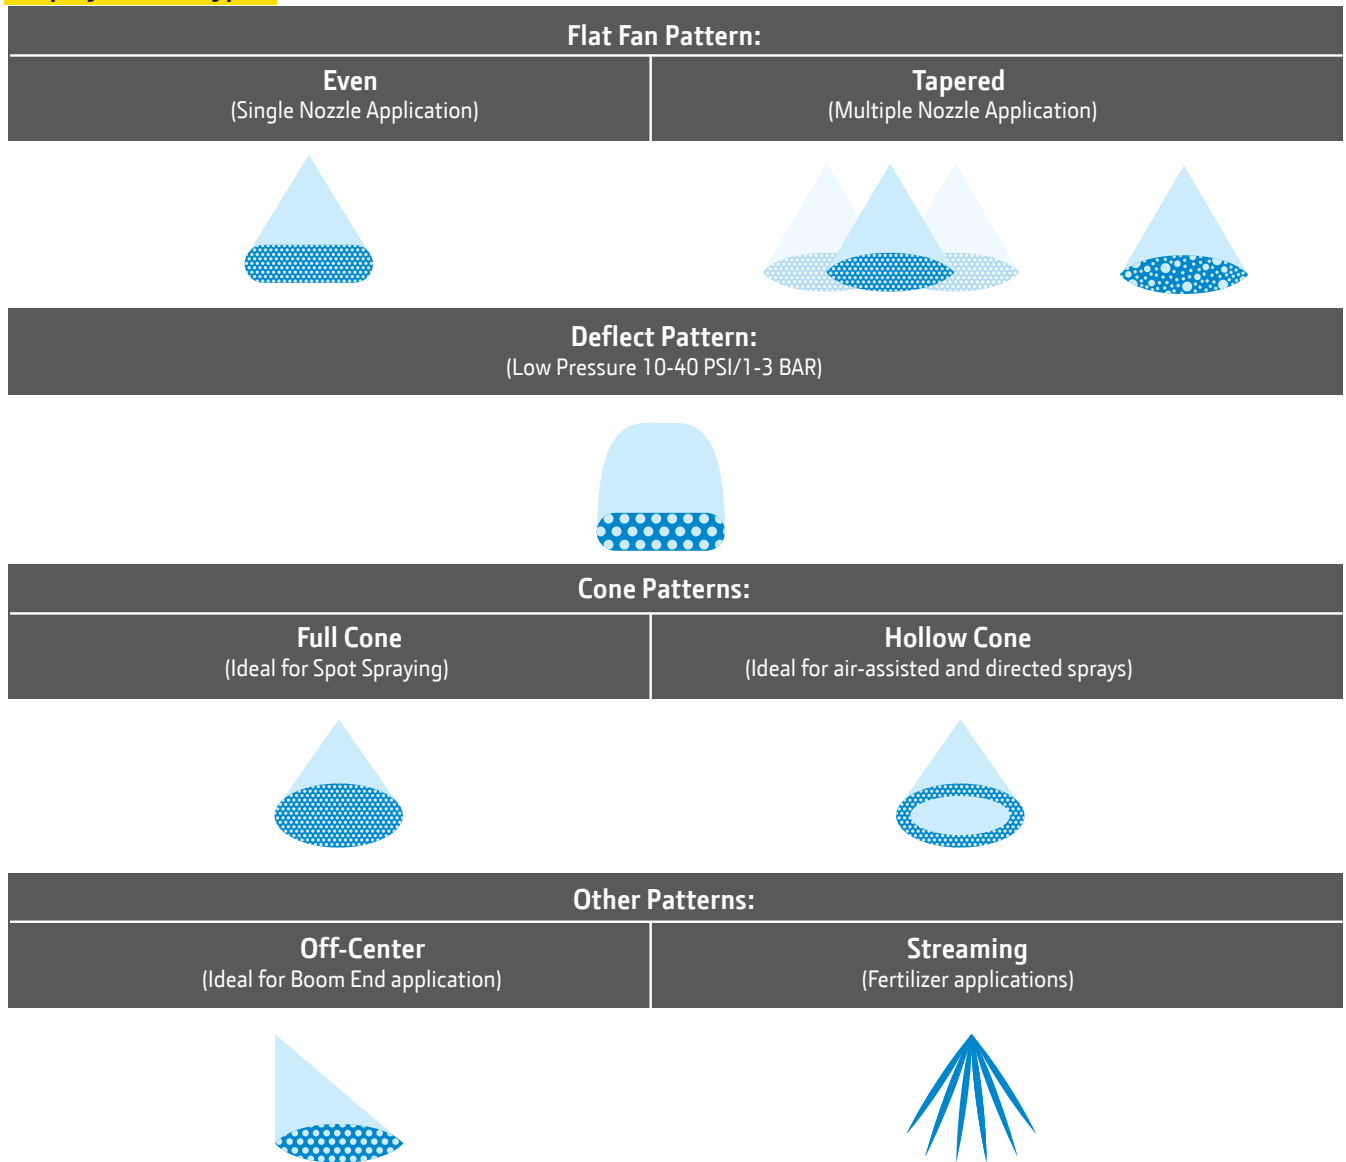 Flat Fan Pattern:
Even
(Single Nozzle Application)
Tapered
(Multiple Nozzle Application)
Deflect Pattern:
(Low Pressure 10-40 PSI/1-3 BAR)
Cone Patterns:
Full Cone
(Ideal for Spot Spraying)
Hollow Cone
(Ideal for air-assisted and directed sprays)
Other Patterns:
Off-Center
(Ideal for Boom End application)
Streaming
(Fertilizer applications)